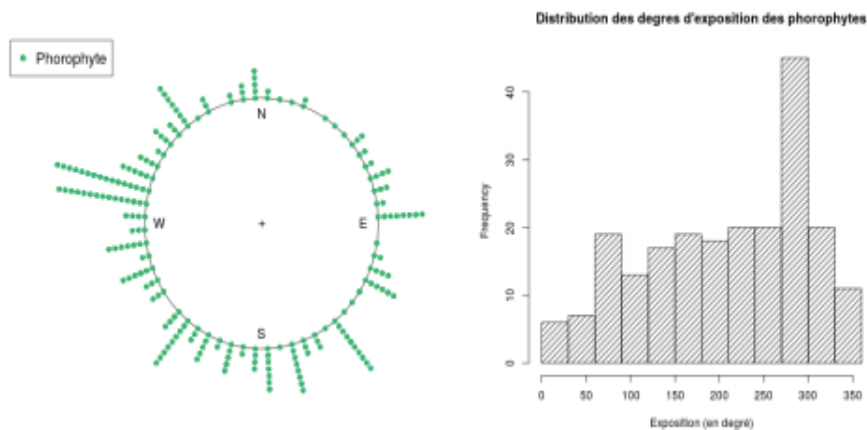 Phorophyte
N
W
+
E
S
Distribution des degres d'exposition des phorophytes
Frequency
40
30
20
10
0
0 50 100 150 200 250 300 350
Exposition (en degré)